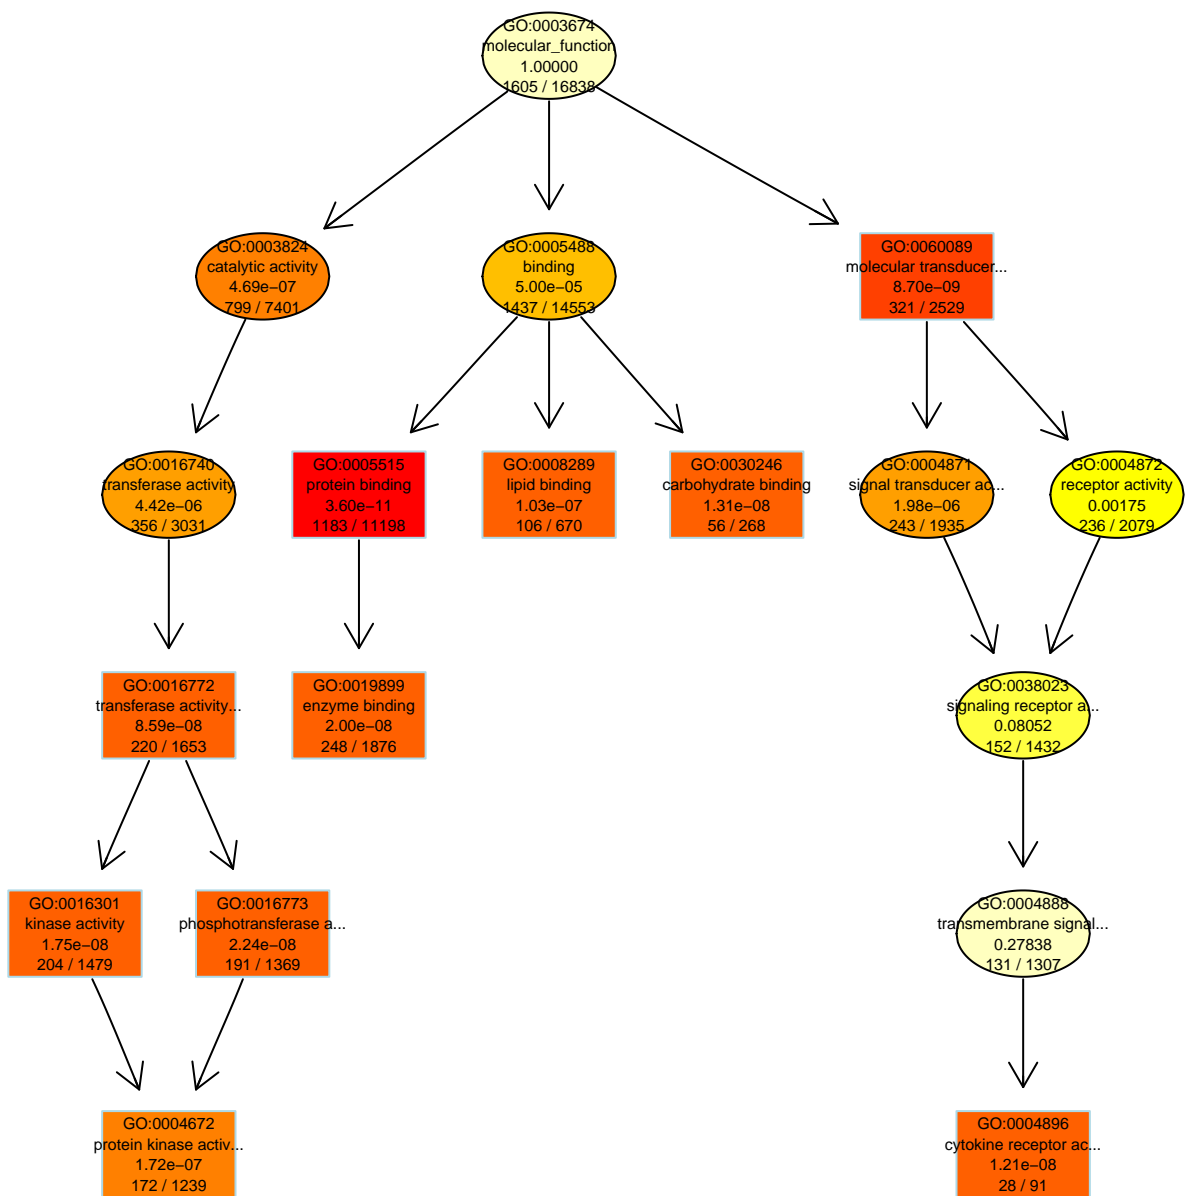 GO:0003674
molecular_function
1.00000
1605 / 16838
GO:0003824
catalytic activity
4.69e−07
799 / 7401
GO:0005488
binding
5.00e−05
1437 / 14553
GO:0060089
molecular transducer...
8.70e−09
321 / 2529
GO:0016740
transferase activity
4.42e−06
356 / 3031
GO:0005515
protein binding
3.60e−11
1183 / 11198
GO:0008289
lipid binding
1.03e−07
106 / 670
GO:0030246
carbohydrate binding
1.31e−08
56 / 268
GO:0004871
signal transducer ac...
1.98e−06
243 / 1935
GO:0004872
receptor activity
0.00175
236 / 2079
GO:0016772
transferase activity...
8.59e−08
220 / 1653
GO:0019899
enzyme binding
2.00e−08
248 / 1876
GO:0038023
signaling receptor a...
0.08052
152 / 1432
GO:0016301
kinase activity
1.75e−08
204 / 1479
GO:0016773
phosphotransferase a...
2.24e−08
191 / 1369
GO:0004888
transmembrane signal...
0.27838
131 / 1307
GO:0004672
protein kinase activ...
1.72e−07
172 / 1239
GO:0004896
cytokine receptor ac...
1.21e−08
28 / 91